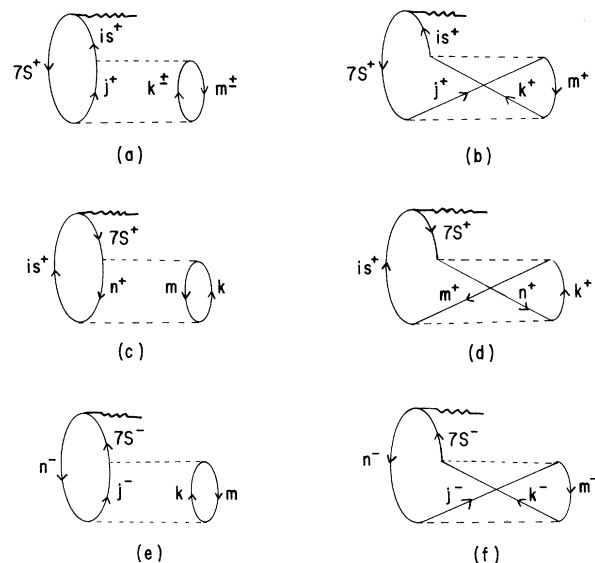 is⁺ is⁺
7S⁺ j⁺ k± m± 7S⁺ j⁺ k⁺ m⁺
(a) (b)
7S⁺ 7S⁺
is⁺ n⁺ m k is⁺ m⁺ n⁺ k⁺
(c) (d)
7S⁻ 7S⁻
n⁻ j⁻ k m n⁻ j⁻ k⁻ m⁻
(e) (f)